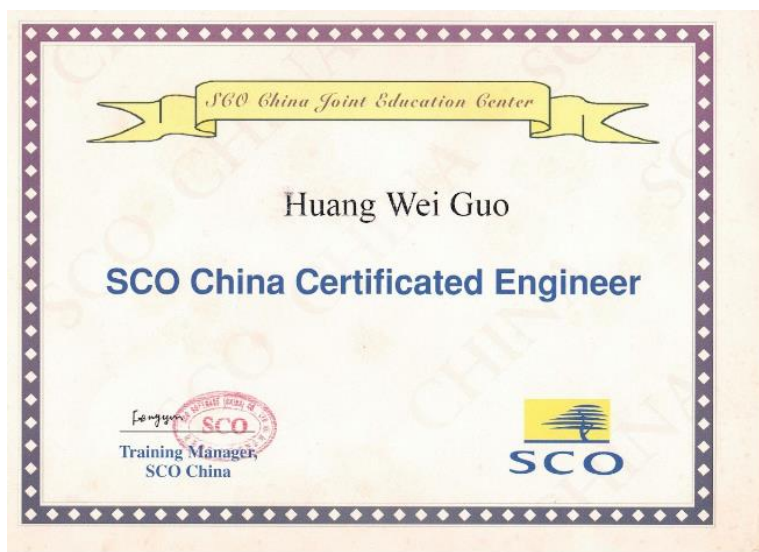 SCO China Joint Education Center
Huang Wei Guo
SCO China Certificated Engineer
SCO
Training Manager,
SCO China
SCO